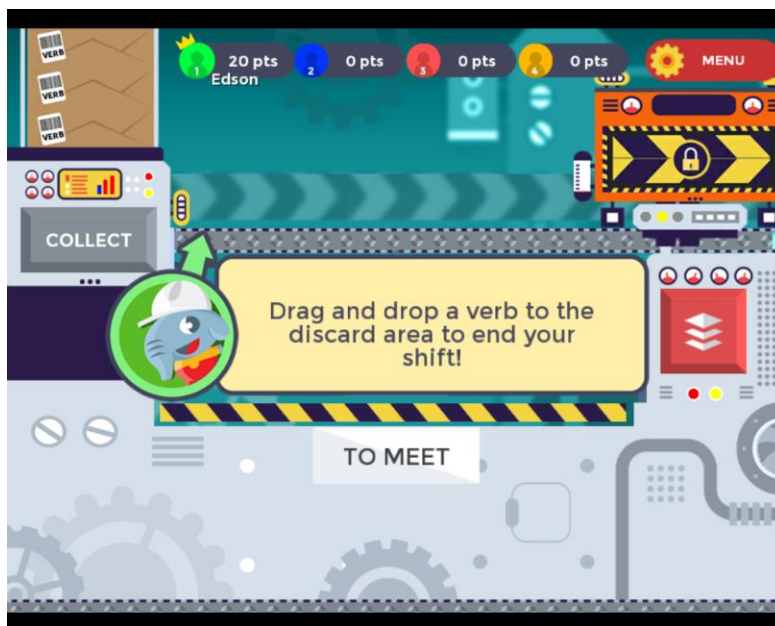 VERB
VERB
VERB
1 20 pts 2 0 pts 3 0 pts 4 0 pts MENU
Edson
COLLECT
Drag and drop a verb to the
discard area to end your
shift!
TO MEET